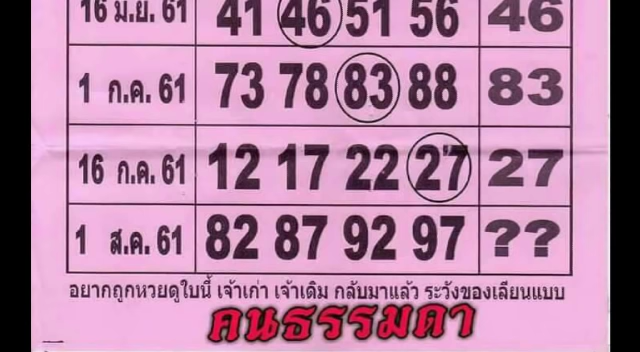 16 มิ.ย. 61 41 46 51 56 46
1 ก.ค. 61 73 78 83 88 83
16 ก.ค. 61 12 17 22 27 27
1 ส.ค. 61 82 87 92 97 ??
อยากถูกหวยดูใบนี้ เจ้าเก่า เจ้าเดิม กลับมาแล้ว ระวังของเลียนแบบ
คนธรรมดา